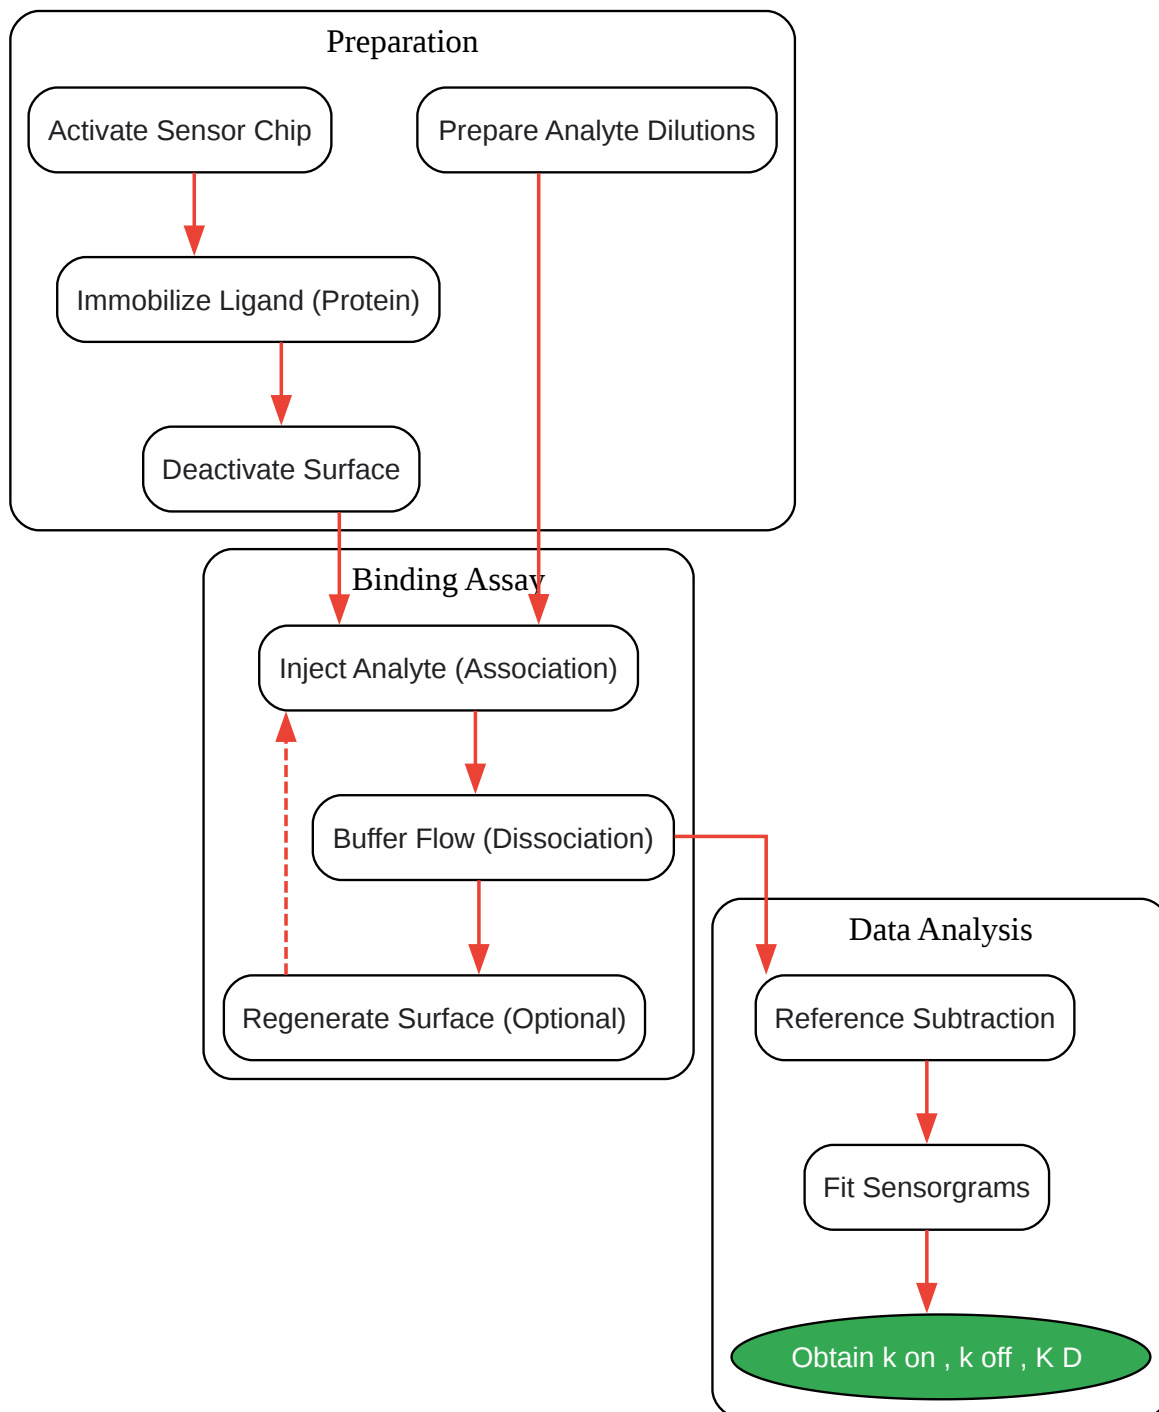 Preparation
Activate Sensor Chip
Prepare Analyte Dilutions
Immobilize Ligand (Protein)
Deactivate Surface
Binding Assay
Inject Analyte (Association)
Buffer Flow (Dissociation)
Regenerate Surface (Optional)
Data Analysis
Reference Subtraction
Fit Sensorgrams
Obtain k on , k off , K D